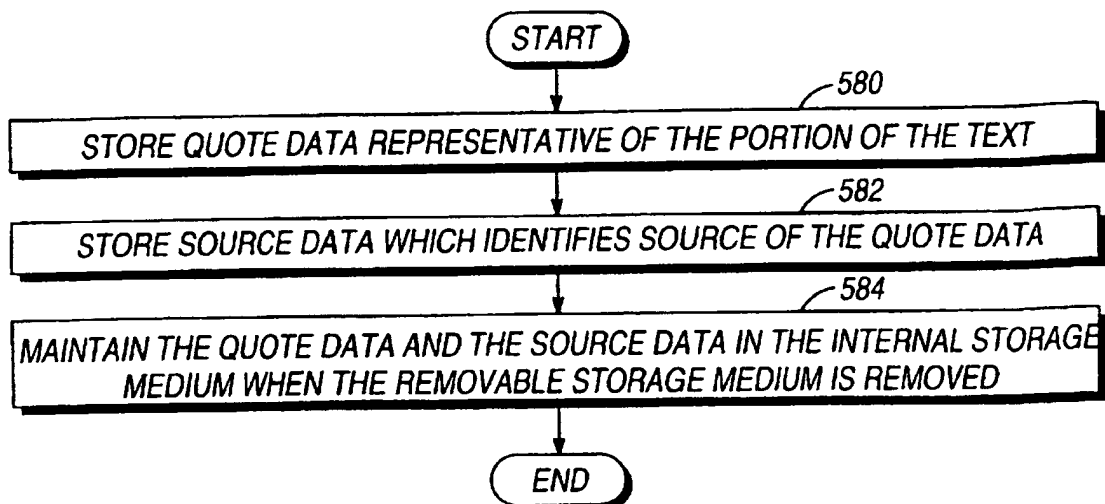 START
580
STORE QUOTE DATA REPRESENTATIVE OF THE PORTION OF THE TEXT
582
STORE SOURCE DATA WHICH IDENTIFIES SOURCE OF THE QUOTE DATA
584
MAINTAIN THE QUOTE DATA AND THE SOURCE DATA IN THE INTERNAL STORAGE
MEDIUM WHEN THE REMOVABLE STORAGE MEDIUM IS REMOVED
END